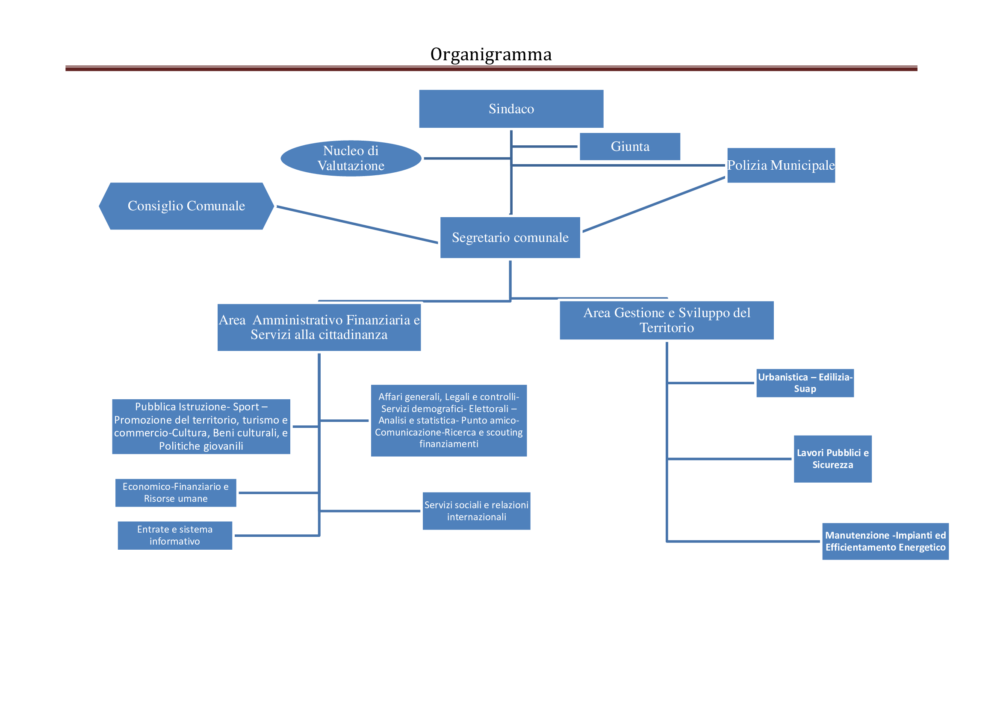 Organigramma
Sindaco
Giunta
Nucleo di
Valutazione
Polizia Municipale
Consiglio Comunale
Segretario comunale
Area  Amministrativo Finanziaria e
Servizi alla cittadinanza
Area Gestione e Sviluppo del
Territorio
Urbanistica – Edilizia-
Suap
Affari generali, Legali e controlli-
Servizi demografici- Elettorali –
Analisi e statistica- Punto amico-
Comunicazione-Ricerca e scouting
finanziamenti
Pubblica Istruzione- Sport –
Promozione del territorio, turismo e
commercio-Cultura, Beni culturali, e
Politiche giovanili
Lavori Pubblici e
Sicurezza
Economico-Finanziario e
Risorse umane
Servizi sociali e relazioni
internazionali
Entrate e sistema
informativo
Manutenzione -Impianti ed
Efficientamento Energetico